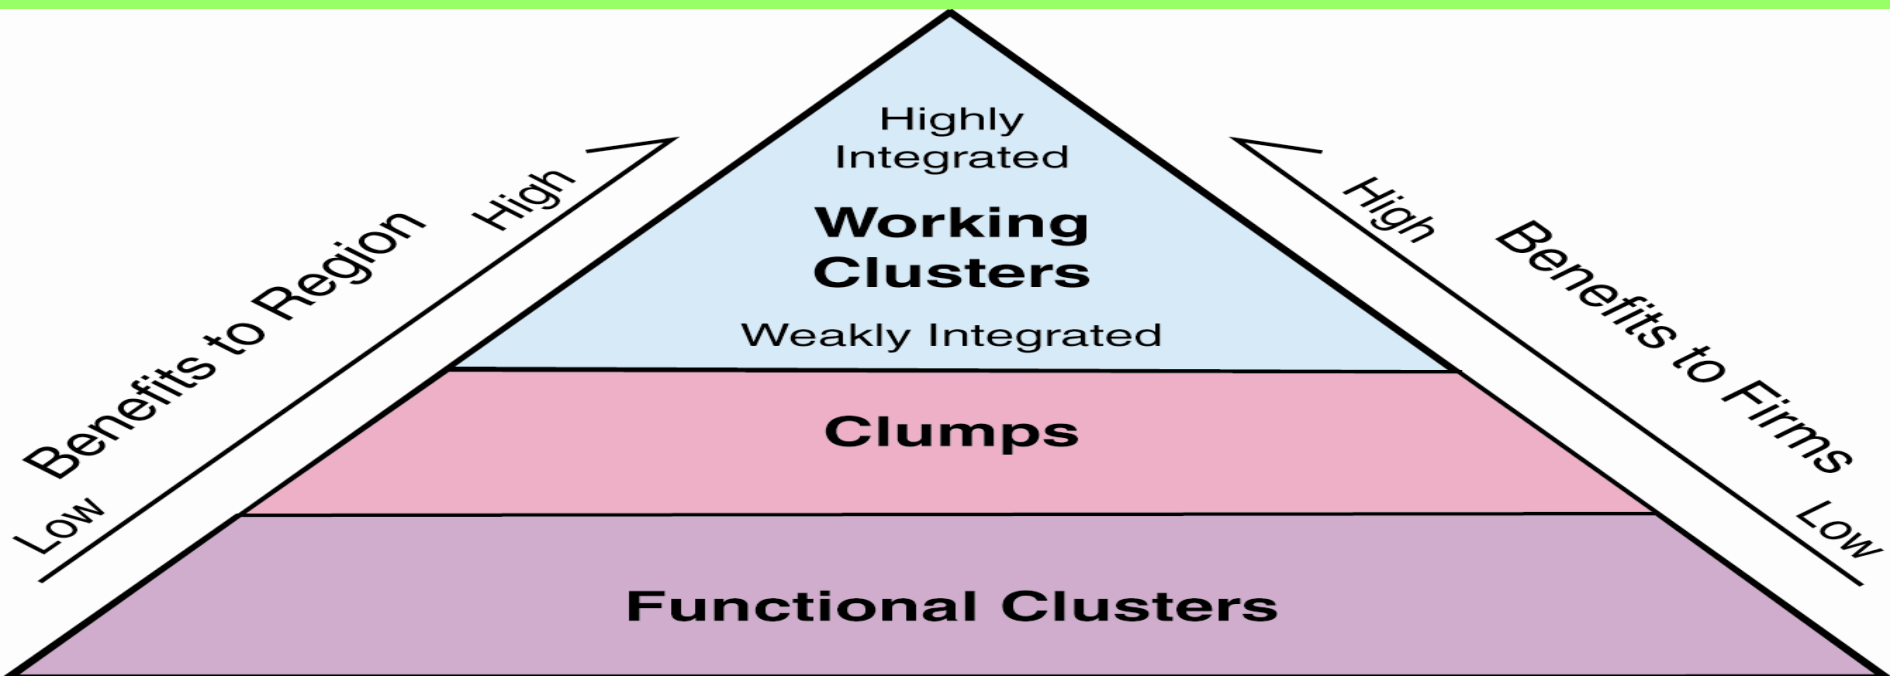 Highly
Integrated
Working
Clusters
Weakly Integrated
Clumps
Functional Clusters
Benefits to Region
High
Low
High
Benefits to Firms
Low